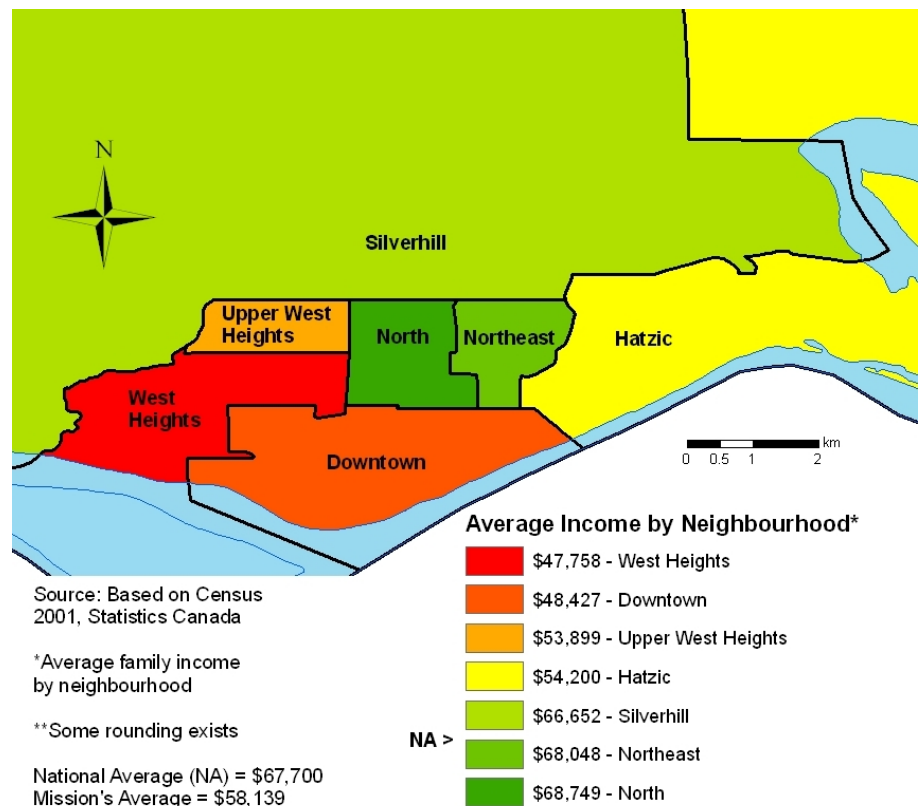 N
Silverhill
Upper West
Heights
North
Northeast
Hatzic
West
Heights
Downtown
km
0 0.5 1 2
Average Income by Neighbourhood*
$47,758 - West Heights
$48,427 - Downtown
$53,899 - Upper West Heights
$54,200 - Hatzic
$66,652 - Silverhill
NA >
$68,048 - Northeast
$68,749 - North
Source: Based on Census
2001, Statistics Canada
*Average family income
by neighbourhood
**Some rounding exists
National Average (NA) = $67,700
Mission's Average = $58,139